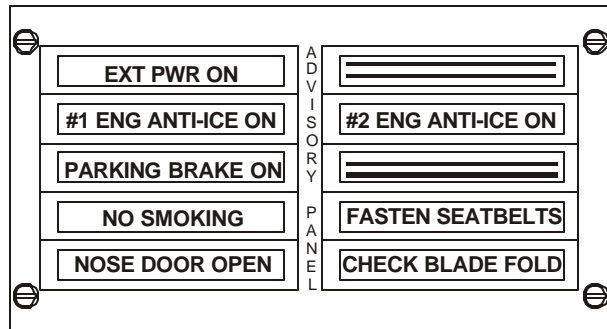 EXT PWR ON
#1 ENG ANTI-ICE ON
PARKING BRAKE ON
NO SMOKING
NOSE DOOR OPEN
ADVISORY PANEL
#2 ENG ANTI-ICE ON
FASTEN SEATBELTS
CHECK BLADE FOLD